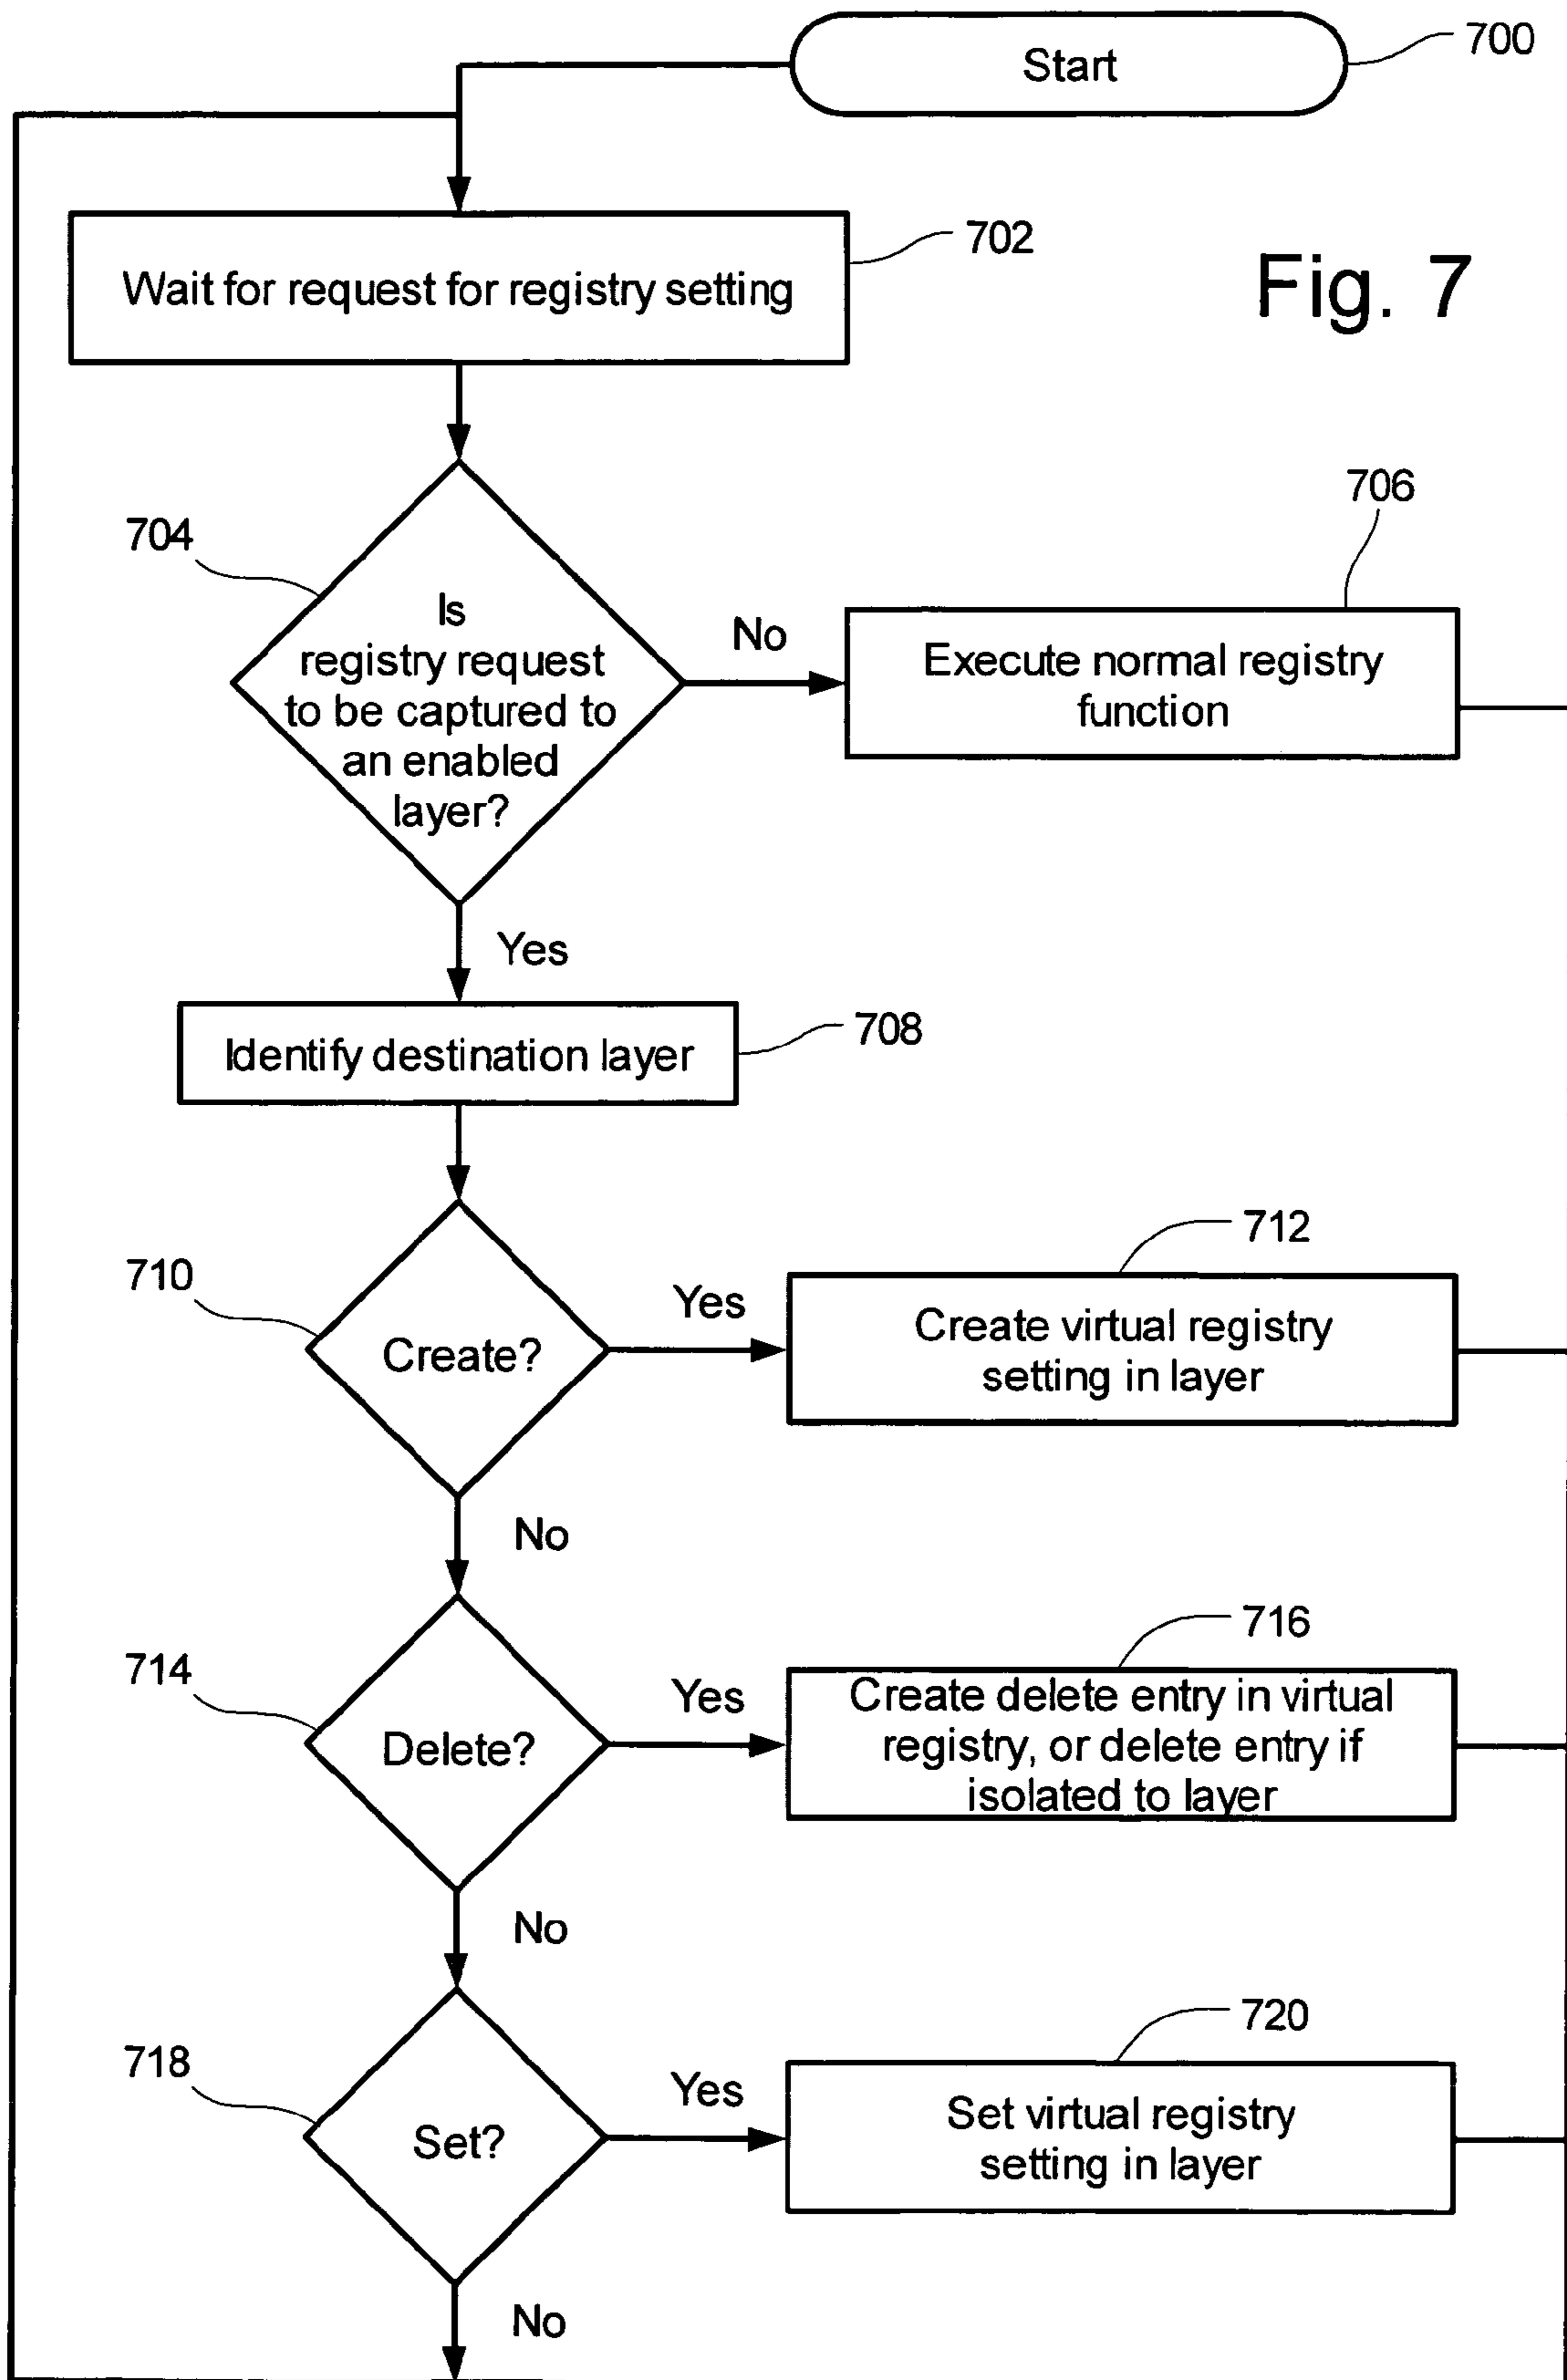 Start
700
702
Wait for request for registry setting
Fig. 7
704
706
Is
registry request
to be captured to
an enabled
layer?
No
Execute normal registry
function
Yes
Identify destination layer
708
712
710
Create?
Yes
Create virtual registry
setting in layer
No
716
714
Delete?
Yes
Create delete entry in virtual
registry, or delete entry if
isolated to layer
No
720
718
Set?
Yes
Set virtual registry
setting in layer
No